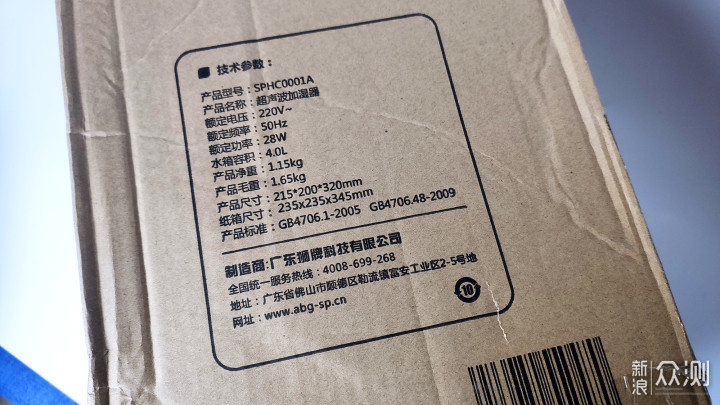 技术参数：
产品型号：SPHC0001A
产品名称：超声波加湿器
额定电压：220V~
额定频率：50Hz
额定功率：28W
水箱容积：4.0L
产品净重：1.15kg
产品毛重：1.65kg
产品尺寸：215*200*320mm
纸箱尺寸：235x235x345mm
产品标准：GB4706.1-2005 GB4706.48-2009
制造商：广东狮牌科技有限公司
全国统一服务热线：4008-699-268
地址：广东省佛山市顺德区勒流镇富安工业区2-5号地
网址：www.abg-sp.cn
10
新浪 众测